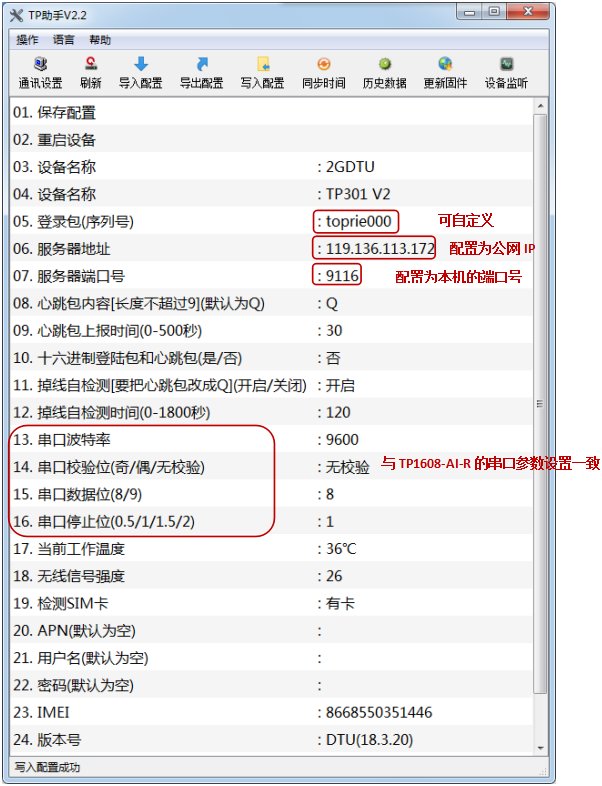 TP助手V2.2
操作 语言 帮助
通讯设置 刷新 导入配置 导出配置 写入配置 同步时间 历史数据 更新固件 设备监听
01. 保存配置
02. 重启设备
03. 设备名称 : 2GDTU
04. 设备名称 : TP301 V2
05. 登录包(序列号) : toprie000 可自定义
06. 服务器地址 : 119.136.113.172 配置为公网 IP
07. 服务器端口号 : 9116 配置为本机的端口号
08. 心跳包内容[长度不超过9](默认为Q) : Q
09. 心跳包上报时间(0-500秒) : 30
10. 十六进制登陆包和心跳包(是/否) : 否
11. 掉线自检测[要把心跳包改成Q](开启/关闭) : 开启
12. 掉线自检测时间(0-1800秒) : 120
13. 串口波特率 : 9600
14. 串口校验位(奇/偶/无校验) : 无校验 与 TP1608-AI-R 的串口参数设置一致
15. 串口数据位(8/9) : 8
16. 串口停止位(0.5/1/1.5/2) : 1
17. 当前工作温度 : 36℃
18. 无线信号强度 : 26
19. 检测SIM卡 : 有卡
20. APN(默认为空) :
21. 用户名(默认为空) :
22. 密码(默认为空) :
23. IMEI : 8668550351446
24. 版本号 : DTU(18.3.20)
写入配置成功